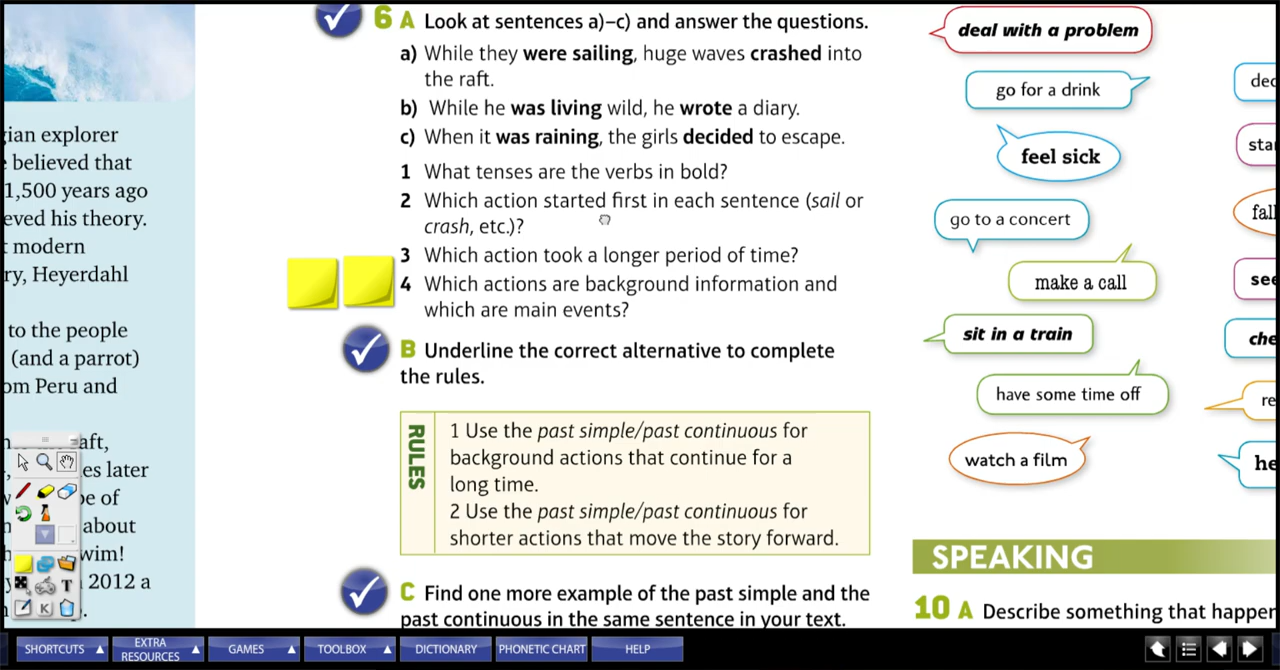 gian explorer
believed that
1,500 years ago
eved his theory.
t modern
ry, Heyerdahl
to the people
(and a parrot)
om Peru and
aft,
es later
pe of
about
wim!
2012 a
6 A Look at sentences a)–c) and answer the questions.
a) While they were sailing, huge waves crashed into
the raft.
b) While he was living wild, he wrote a diary.
c) When it was raining, the girls decided to escape.
1 What tenses are the verbs in bold?
2 Which action started first in each sentence (sail or
crash, etc.)?
3 Which action took a longer period of time?
4 Which actions are background information and
which are main events?
B Underline the correct alternative to complete
the rules.
RULES
1 Use the past simple/past continuous for
background actions that continue for a
long time.
2 Use the past simple/past continuous for
shorter actions that move the story forward.
C Find one more example of the past simple and the
past continuous in the same sentence in your text.
deal with a problem
go for a drink
feel sick
go to a concert
make a call
sit in a train
have some time off
watch a film
dec
sta
fall
see
che
re
he
SPEAKING
10 A Describe something that happer
SHORTCUTS
EXTRA
RESOURCES
GAMES
TOOLBOX
DICTIONARY
PHONETIC CHART
HELP